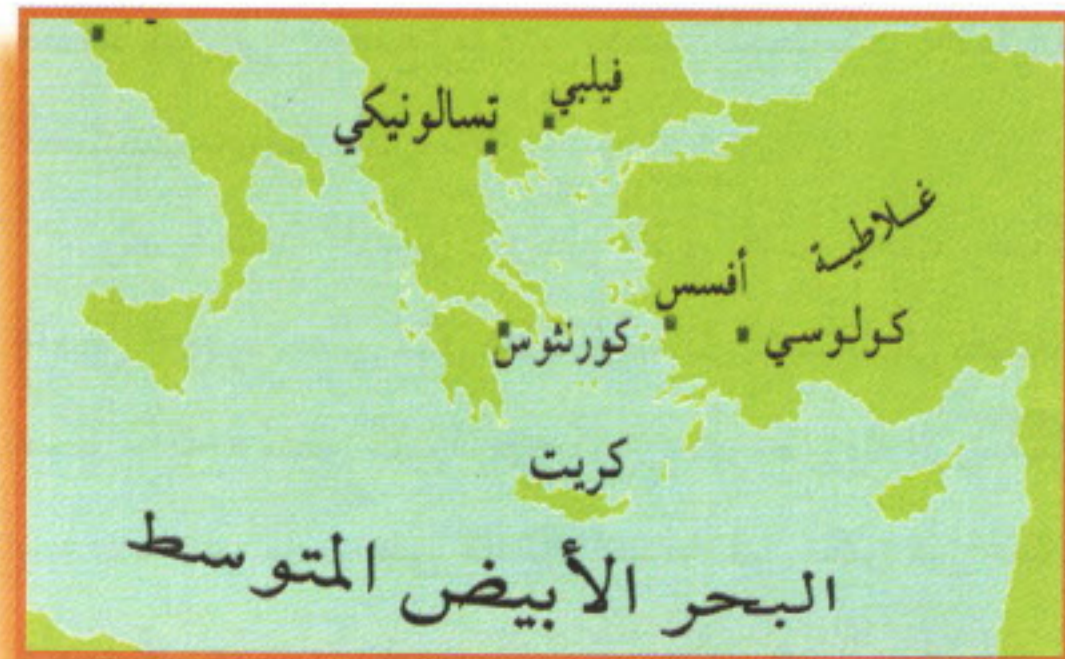 فيلبي
تسالونيكي
غلاطية
أفسس
كولوسي
كورنثوس
كريت
البحر الأبيض المتوسط